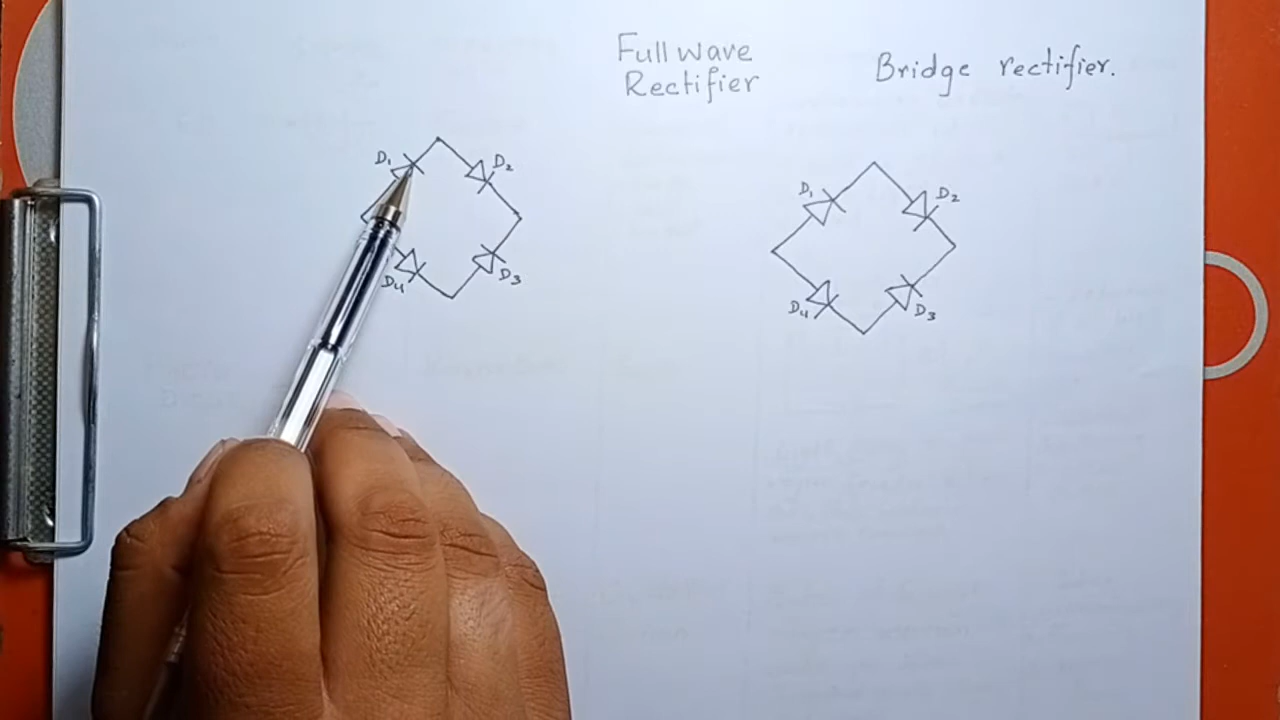 Full wave
Rectifier
Bridge rectifier.
D1
D2
D4
D3
D1
D2
D4
D3